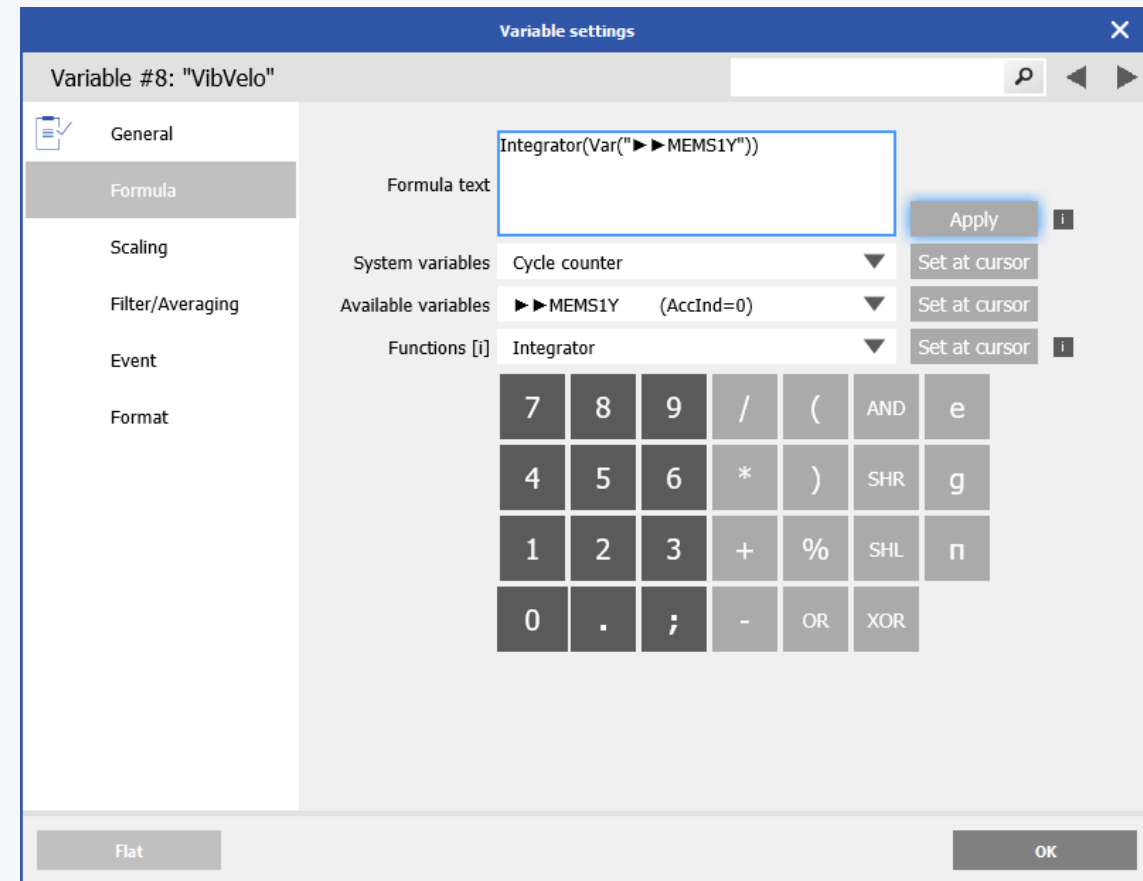 Variable settings
Variable #8: "VibVelo"
General
Formula
Scaling
Filter/Averaging
Event
Format
Formula text
Integrator(Var("►►MEMS1Y"))
Apply i
System variables Cycle counter Set at cursor
Available variables ►►MEMS1Y (AccInd=0) Set at cursor
Functions [i] Integrator Set at cursor i
7 8 9 / ( AND e
4 5 6 * ) SHR g
1 2 3 + % SHL п
0 . ; - OR XOR
Flat OK